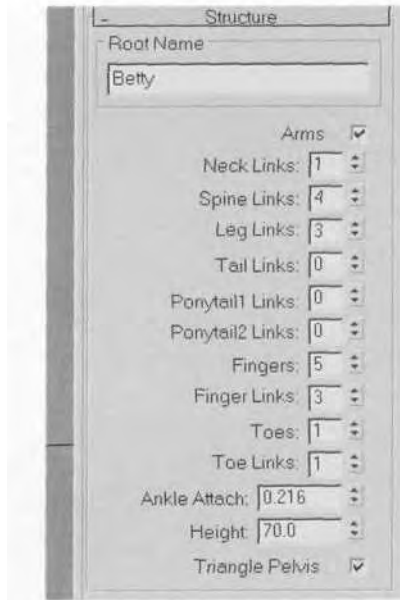 - Structure
Root Name
Betty
Arms
Neck Links: 1
Spine Links: 4
Leg Links: 3
Tail Links: 0
Ponytail1 Links: 0
Ponytail2 Links: 0
Fingers: 5
Finger Links: 3
Toes: 1
Toe Links: 1
Ankle Attach: 0.216
Height: 70.0
Triangle Pelvis